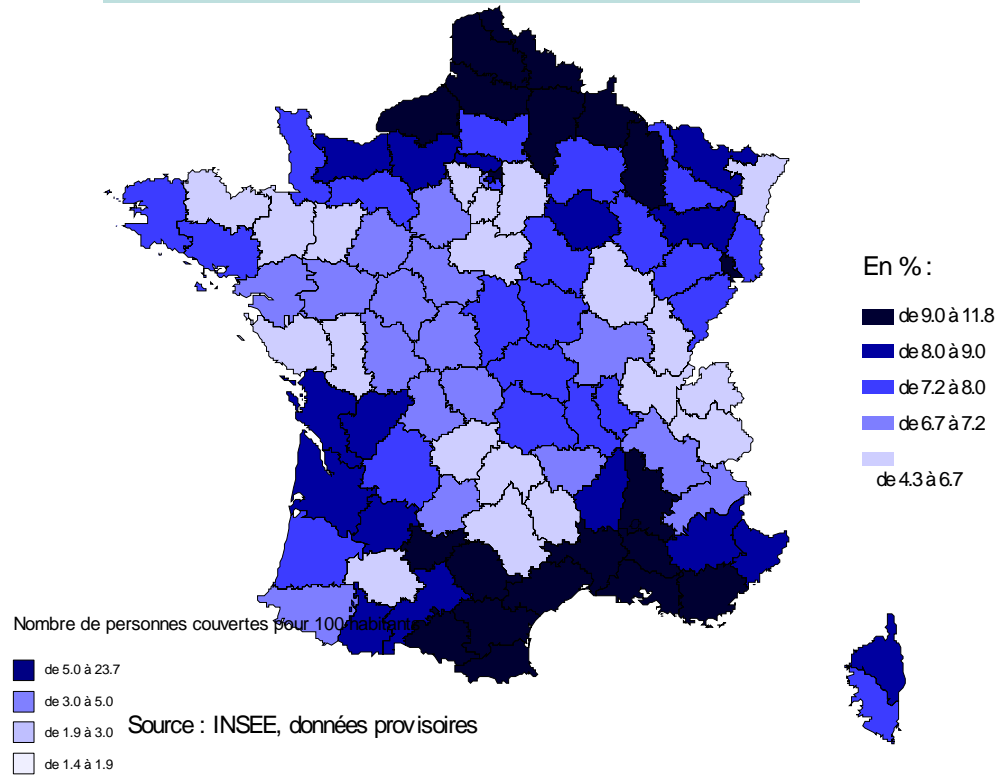 En % :
de 9.0 à 11.8
de 8.0 à 9.0
de 7.2 à 8.0
de 6.7 à 7.2
de 4.3 à 6.7
Nombre de personnes couvertes pour 100 habitants
de 5.0 à 23.7
de 3.0 à 5.0
de 1.9 à 3.0
de 1.4 à 1.9
Source : INSEE, données provisoires